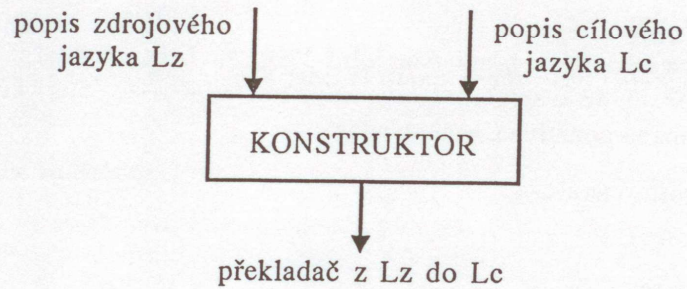 popis zdrojového
jazyka Lz
popis cílového
jazyka Lc
KONSTRUKTOR
překladač z Lz do Lc